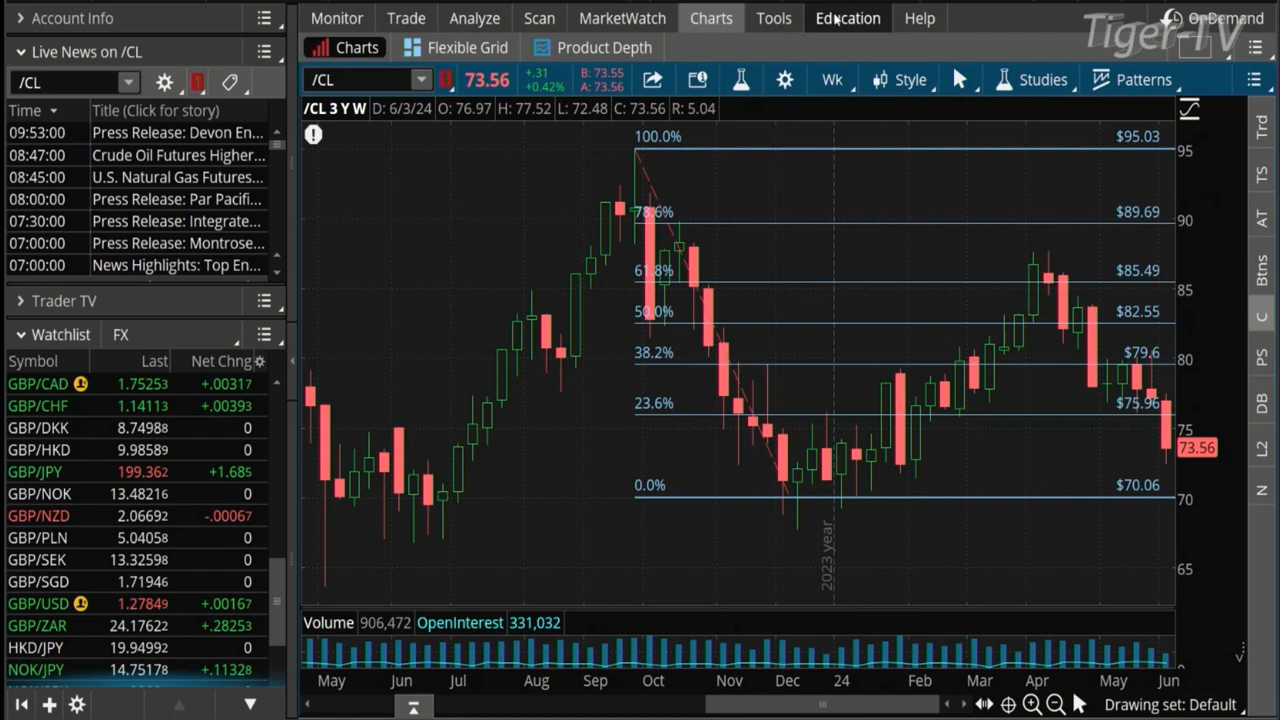 Account Info
Monitor Trade Analyze Scan MarketWatch Charts Tools Education Help
OnDemand
Tiger-TV
Live News on /CL
Charts Flexible Grid Product Depth
/CL
/CL 73.56 +.31 +0.42% B: 73.55 A: 73.56 Wk Style Studies Patterns
Time Title (Click for story)
/CL 3 Y W D: 6/3/24 O: 76.97 H: 77.52 L: 72.48 C: 73.56 R: 5.04
09:53:00 Press Release: Devon En...
08:47:00 Crude Oil Futures Higher...
08:45:00 U.S. Natural Gas Futures...
08:00:00 Press Release: Par Pacifi...
07:30:00 Press Release: Integrate...
07:00:00 Press Release: Montrose...
07:00:00 News Highlights: Top En...
Trader TV
Watchlist FX
Symbol Last Net Chng
GBP/CAD 1.75253 +.00317
GBP/CHF 1.14113 +.00393
GBP/DKK 8.74988 0
GBP/HKD 9.98589 0
GBP/JPY 199.362 +1.685
GBP/NOK 13.48216 0
GBP/NZD 2.06692 -.00067
GBP/PLN 5.04058 0
GBP/SEK 13.32598 0
GBP/SGD 1.71946 0
GBP/USD 1.27849 +.00167
GBP/ZAR 24.17622 +.28253
HKD/JPY 19.94992 0
NOK/JPY 14.75178 +.11328
100.0% $95.03
78.6% $89.69
61.8% $85.49
50.0% $82.55
38.2% $79.6
23.6% $75.96
0.0% $70.06
95
90
85
80
75
73.56
70
65
2023 year
Volume 906,472 OpenInterest 331,032
0
May Jun Jul Aug Sep Oct Nov Dec 24 Feb Mar Apr May Jun
Drawing set: Default
Trd
TS
AT
Btns
C
PS
DB
L2
N